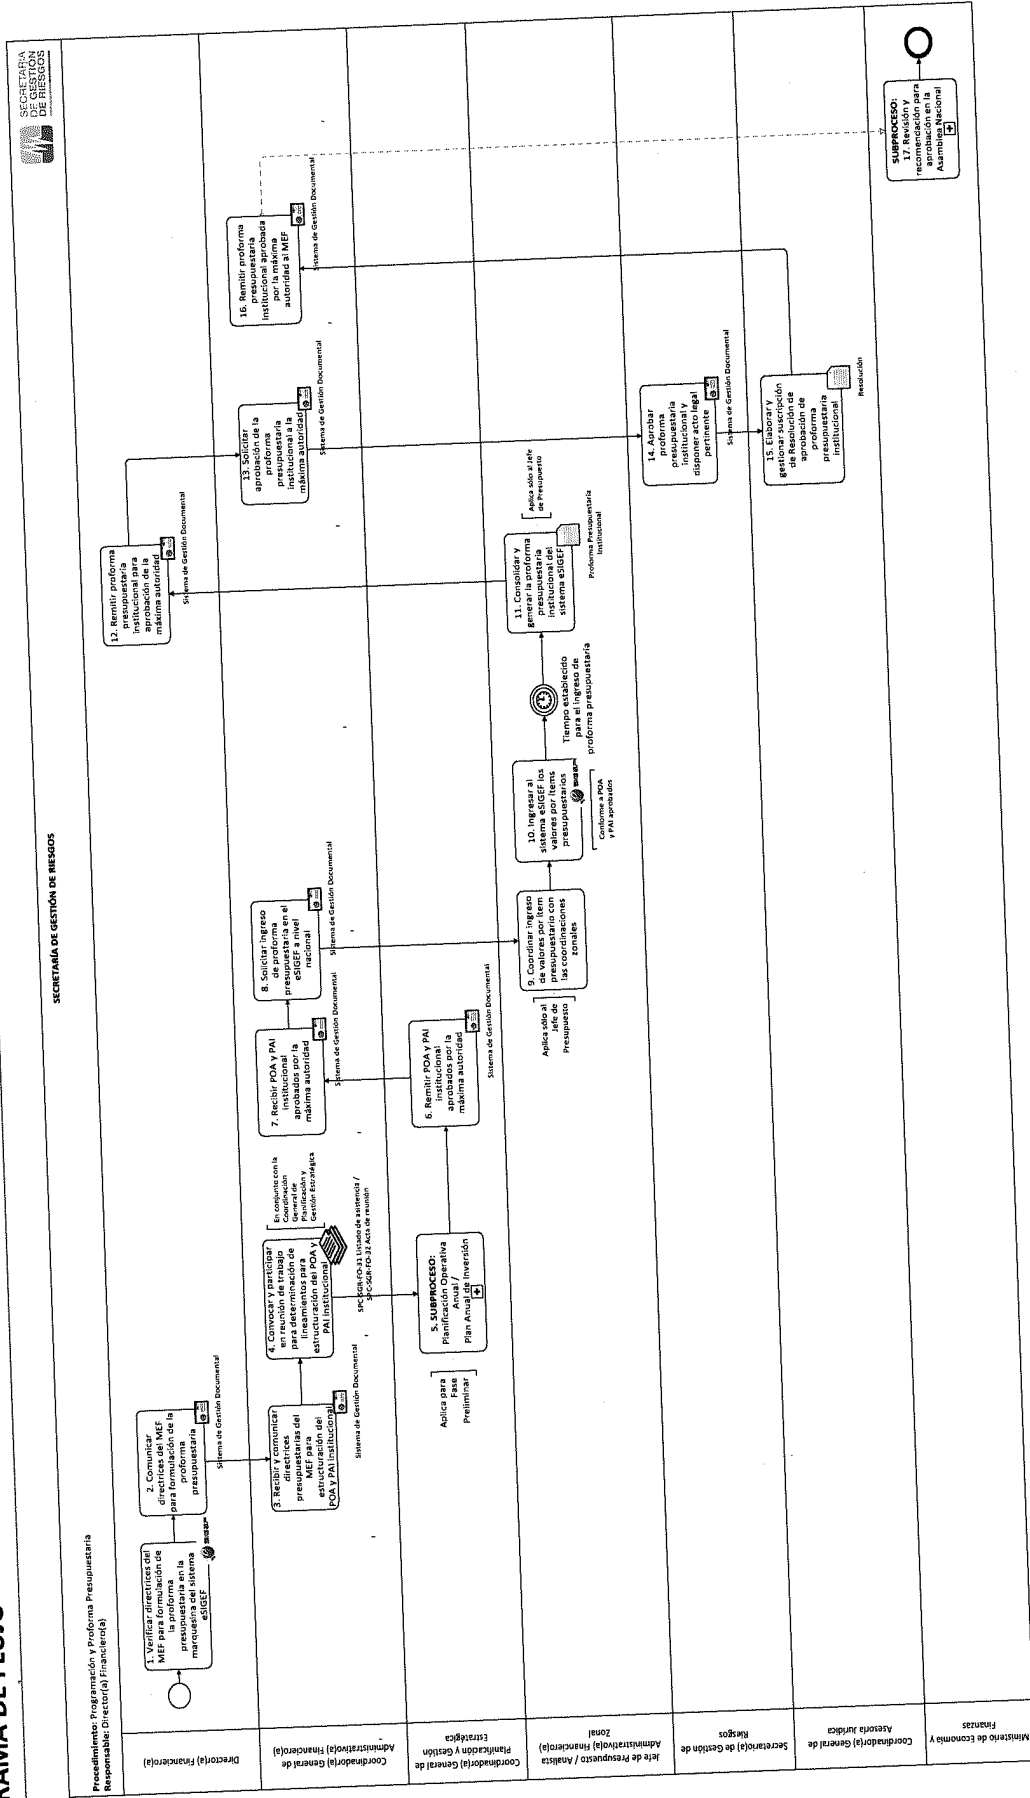 RAMA DE FLUJO
SECRETARÍA
DE GESTIÓN
DE RIESGOS
SECRETARÍA DE GESTIÓN DE RIESGOS
Procedimiento: Programación y Proforma Presupuestaria
Responsable: Director(a) Financiero(a)
Director(a) Financiero(a)
1. Verificar directrices del
MEF para formulación de
la proforma
presupuestaria en la
marquesina del sistema
eSIGEF
2. Comunicar
directrices del MEF
para formulación de la
proforma
presupuestaria
Sistema de Gestión Documental
12. Remitir proforma
presupuestaria
institucional para
aprobación de la
máxima autoridad
Sistema de Gestión Documental
Coordinador(a) General de
Administrativo(a) Financiero(a)
3. Recibir y comunicar
directrices
presupuestarias del
MEF para
estructuración del
POA y PAI institucional
Sistema de Gestión Documental
4. Convocar y participar
en reunión de trabajo
para determinación de
lineamientos para
estructuración del POA y
PAI institucional
En conjunto con la
Coordinación
General de
Planificación y
Gestión Estratégica
SPC-SGR-FO-31 Listado de asistencia /
SPC-SGR-FO-32 Acta de reunión
7. Recibir POA y PAI
institucional
aprobados por la
máxima autoridad
Sistema de Gestión Documental
8. Solicitar ingreso
de proforma
presupuestaria en el
eSIGEF a nivel
nacional
Sistema de Gestión Documental
13. Solicitar
aprobación de la
proforma
presupuestaria
institucional a la
máxima autoridad
Sistema de Gestión Documental
16. Remitir proforma
presupuestaria
institucional aprobada
por la máxima
autoridad al MEF
Sistema de Gestión Documental
Coordinador(a) General de
Planificación y Gestión
Estratégica
Aplica para
Fase
Preliminar
5. SUBPROCESO:
Planificación Operativa
Anual /
Plan Anual de Inversión
6. Remitir POA y PAI
institucional
aprobados por la
máxima autoridad
Sistema de Gestión Documental
Jefe de Presupuesto / Analista
Administrativo(a) Financiero(a)
Zonal
Aplica sólo al
Jefe de
Presupuesto
9. Coordinar ingreso
de valores por ítem
presupuestario con
las coordinaciones
zonales
10. Ingresar al
sistema eSIGEF los
valores por ítems
presupuestarios
Conforme a POA
y PAI aprobados
Tiempo establecido
para el ingreso de
proforma presupuestaria
11. Consolidar y
generar la proforma
presupuestaria
institucional del
sistema eSIGEF
Aplica sólo al Jefe
de Presupuesto
Proforma Presupuestaria
Institucional
Secretario(a) de Gestión de
Riesgos
14. Aprobar
proforma
presupuestaria
institucional y
disponer acto legal
pertinente
Sistema de Gestión Documental
Coordinador(a) General de
Asesoría Jurídica
15. Elaborar y
gestionar suscripción
de Resolución de
aprobación de
proforma
presupuestaria
institucional
Resolución
Ministerio de Economía y
Finanzas
SUBPROCESO:
17. Revisión y
recomendación para
aprobación en la
Asamblea Nacional